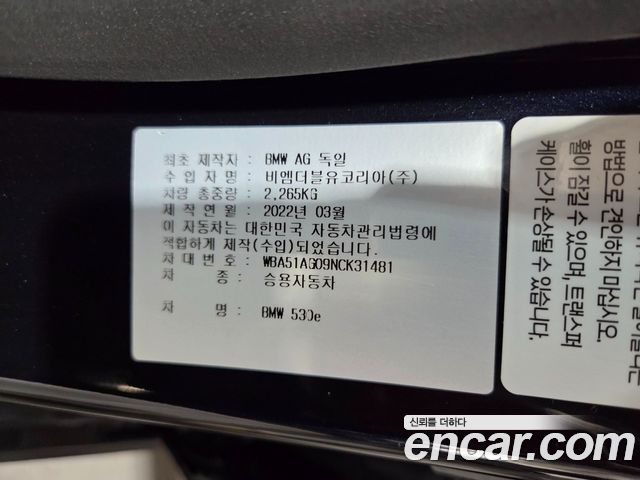 최초 제작자 : BMW AG 독일
수 입 자 명 : 비엠더블유코리아(주)
차량 총중량 : 2,265KG
제 작 연 월 : 2022년 03월
이 자동차는 대한민국 자동차관리법령에
적합하게 제작(수입)되었습니다.
차 대 번 호 : WBA51AG09NCK31481
차 종 : 승용자동차
차 명 : BMW 530e
방법으로 견인하지 마십시오.
휠이 잠길 수 있으며, 트랜스퍼
케이스가 손상될 수 있습니다.
신뢰를 더하다
encar.com